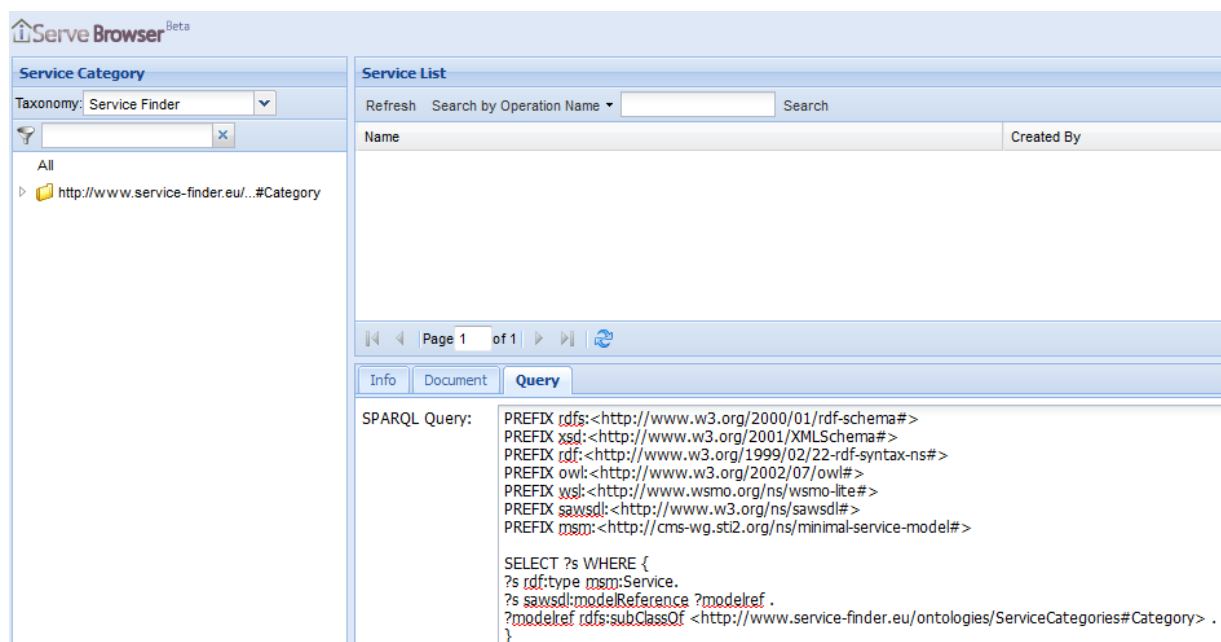 iServe Browser Beta
Service Category
Taxonomy: Service Finder
All
http://www.service-finder.eu/...#Category
Service List
Refresh Search by Operation Name Search
Name Created By
Page 1 of 1
Info Document Query
SPARQL Query:
PREFIX rdfs:<http://www.w3.org/2000/01/rdf-schema#>
PREFIX xsd:<http://www.w3.org/2001/XMLSchema#>
PREFIX rdf:<http://www.w3.org/1999/02/22-rdf-syntax-ns#>
PREFIX owl:<http://www.w3.org/2002/07/owl#>
PREFIX wsl:<http://www.wsmo.org/ns/wsmo-lite#>
PREFIX sawsdl:<http://www.w3.org/ns/sawsdl#>
PREFIX msm:<http://cms-wg.sti2.org/ns/minimal-service-model#>
SELECT ?s WHERE {
?s rdf:type msm:Service.
?s sawsdl:modelReference ?modelref .
?modelref rdfs:subClassOf <http://www.service-finder.eu/ontologies/ServiceCategories#Category> .
}